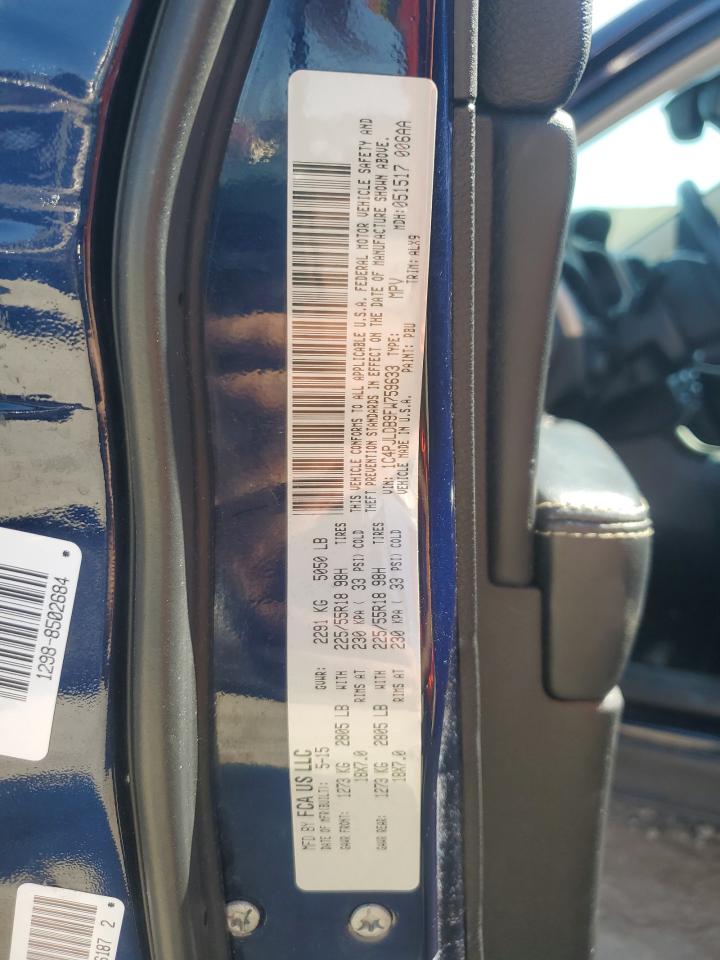 MFD BY FCA US LLC
DATE OF MFR(BUILT): 5-15 GVWR: 2291 KG 5050 LB
GAWR FRONT: 1273 KG 2805 LB WITH 225/55R18 98H TIRES
18X7.0 RIMS AT 230 KPA ( 33 PSI) COLD
GAWR REAR: 1273 KG 2805 LB WITH 225/55R18 98H TIRES
18X7.0 RIMS AT 230 KPA ( 33 PSI) COLD
THIS VEHICLE CONFORMS TO ALL APPLICABLE U.S.A. FEDERAL MOTOR VEHICLE SAFETY AND
THEFT PREVENTION STANDARDS IN EFFECT ON THE DATE OF MANUFACTURE SHOWN ABOVE.
VIN: 1C4PJLDB9FW759633 TYPE: MPV MDH: 051517 006AA
VEHICLE MADE IN U.S.A. PAINT: PBU TRIM: ALX9
1298-8502684 *
6187 2 *